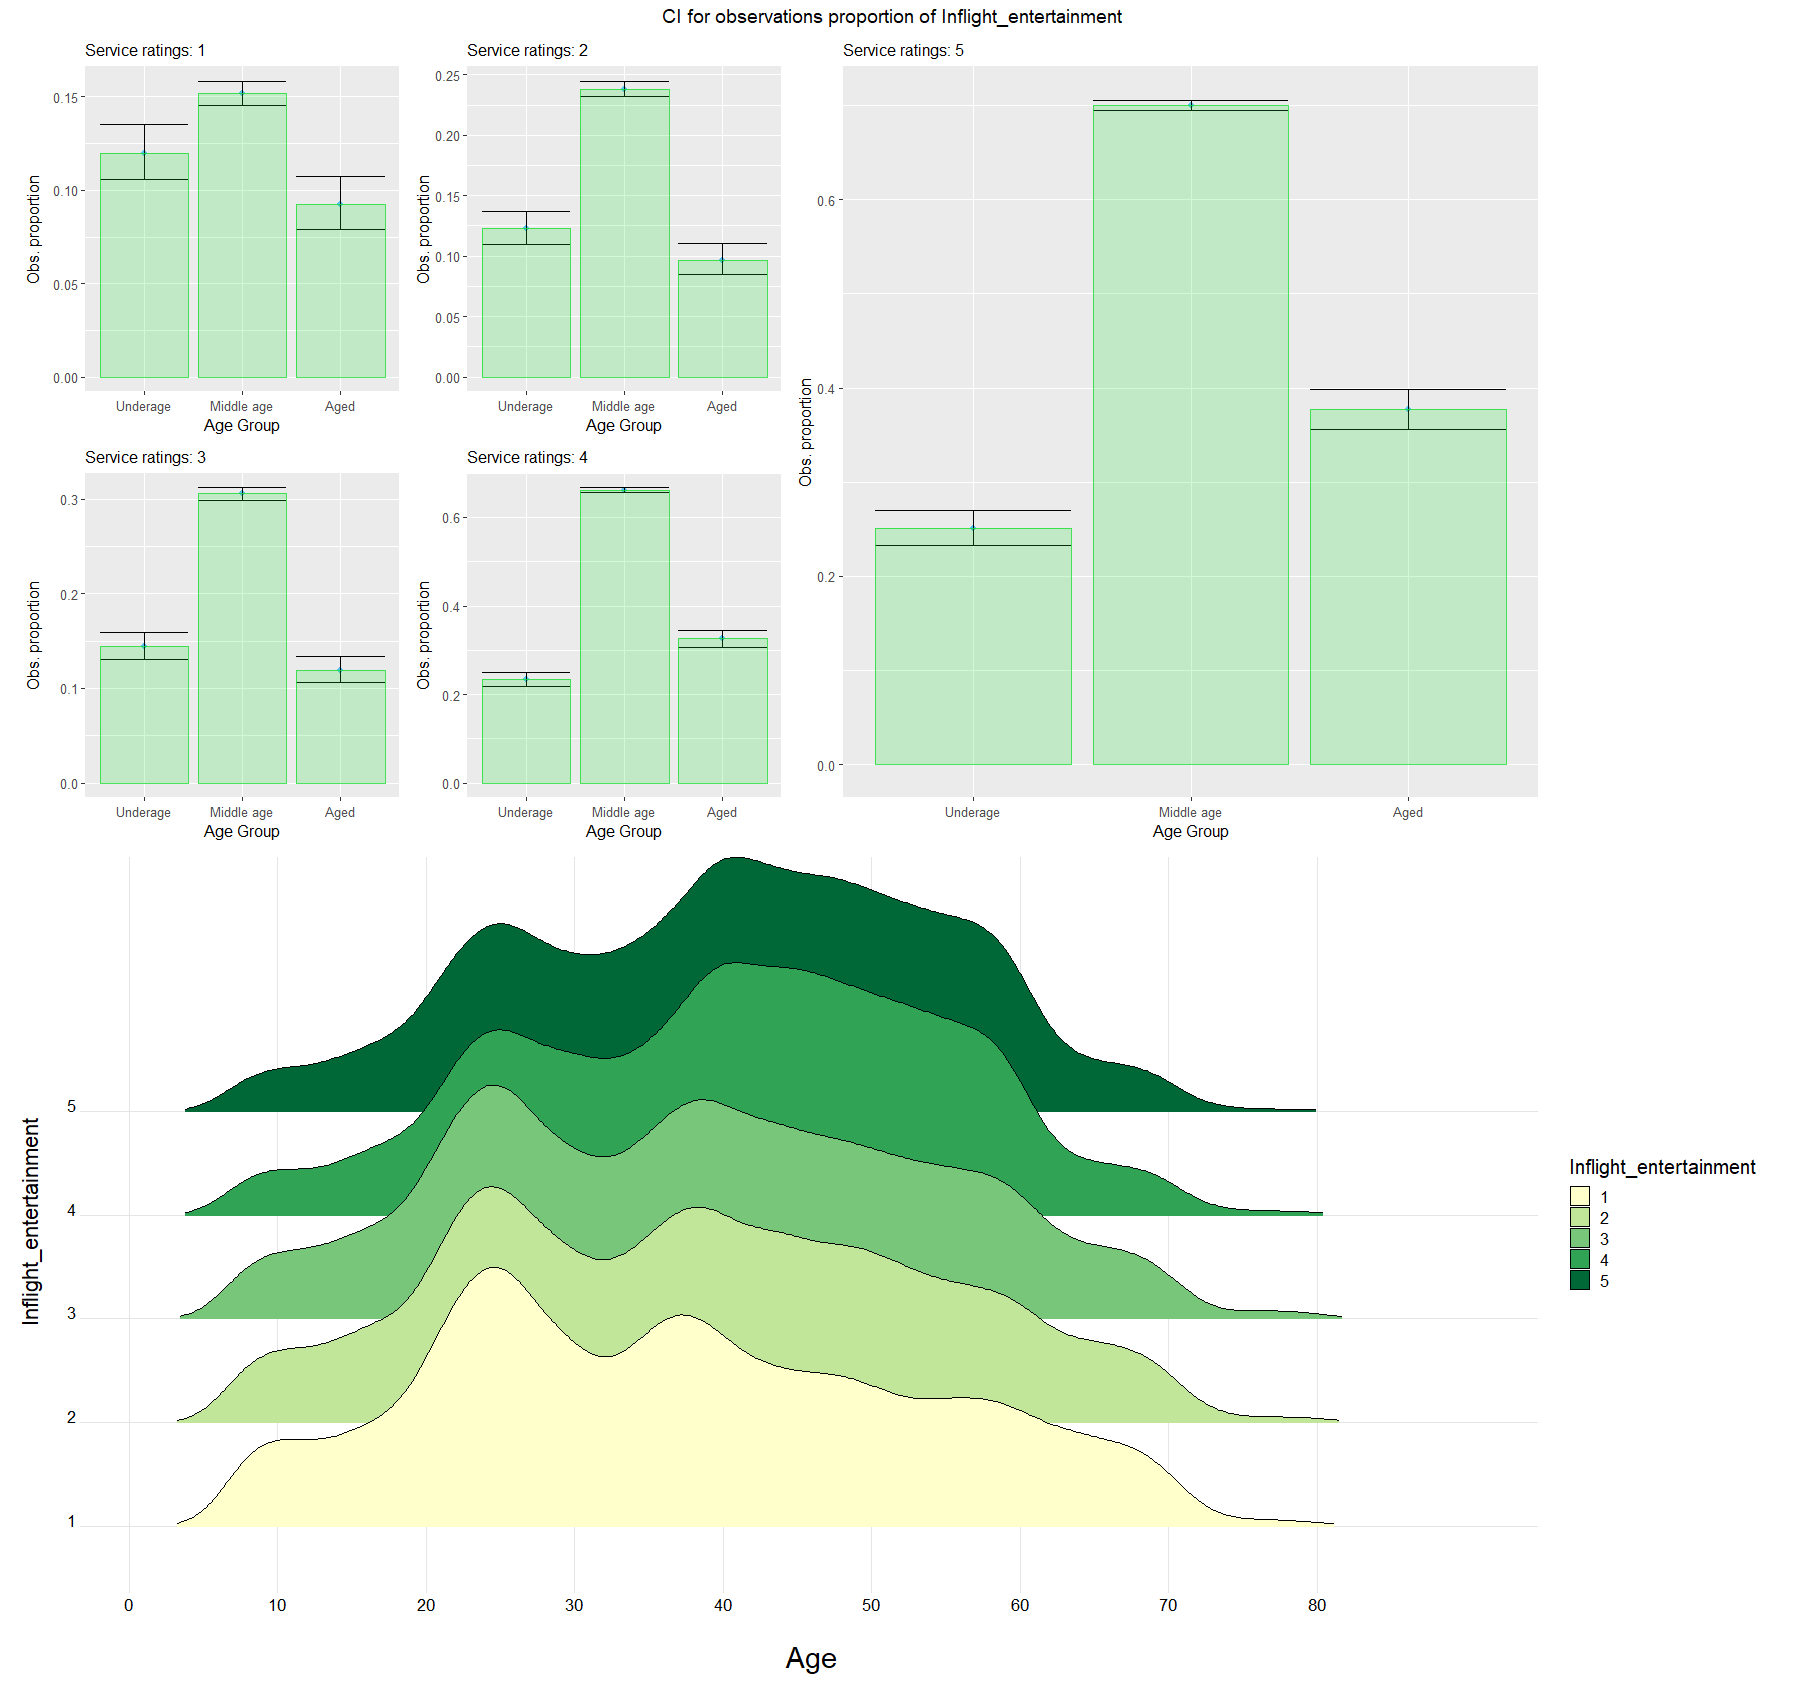 CI for observations proportion of Inflight_entertainment
Service ratings: 1
Obs. proportion
0.15
0.10
0.05
0.00
Underage Middle age Aged
Age Group
Service ratings: 2
Obs. proportion
0.25
0.20
0.15
0.10
0.05
0.00
Underage Middle age Aged
Age Group
Service ratings: 3
Obs. proportion
0.3
0.2
0.1
0.0
Underage Middle age Aged
Age Group
Service ratings: 4
Obs. proportion
0.6
0.4
0.2
0.0
Underage Middle age Aged
Age Group
Service ratings: 5
Obs. proportion
0.6
0.4
0.2
0.0
Underage Middle age Aged
Age Group
Inflight_entertainment
5
4
3
2
1
0 10 20 30 40 50 60 70 80
Age
Inflight_entertainment
1
2
3
4
5